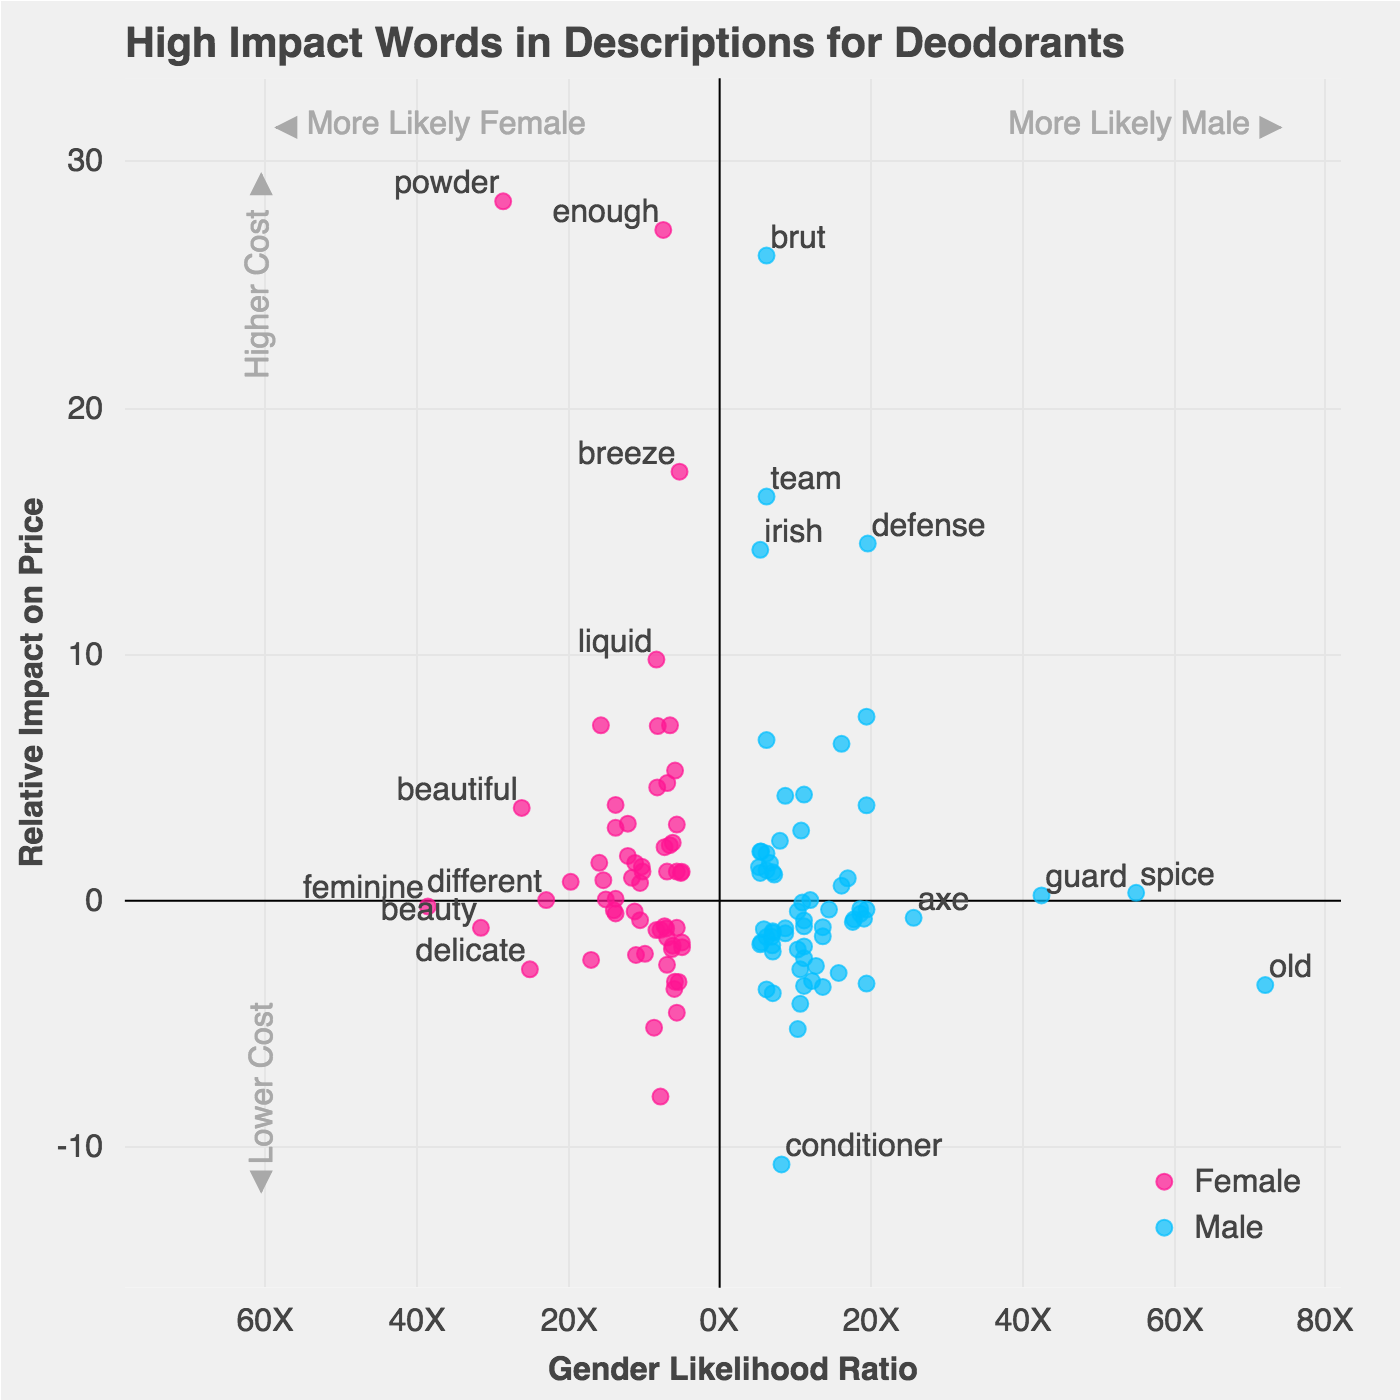 High Impact Words in Descriptions for Deodorants
◀ More Likely Female
More Likely Male ▶
30
powder
enough
brut
Higher Cost ▶
20
breeze
team
irish
defense
Relative Impact on Price
10
liquid
beautiful
feminine
different
guard
spice
0
beauty
axe
delicate
old
◀ Lower Cost
-10
conditioner
Female
Male
60X
40X
20X
0X
20X
40X
60X
80X
Gender Likelihood Ratio